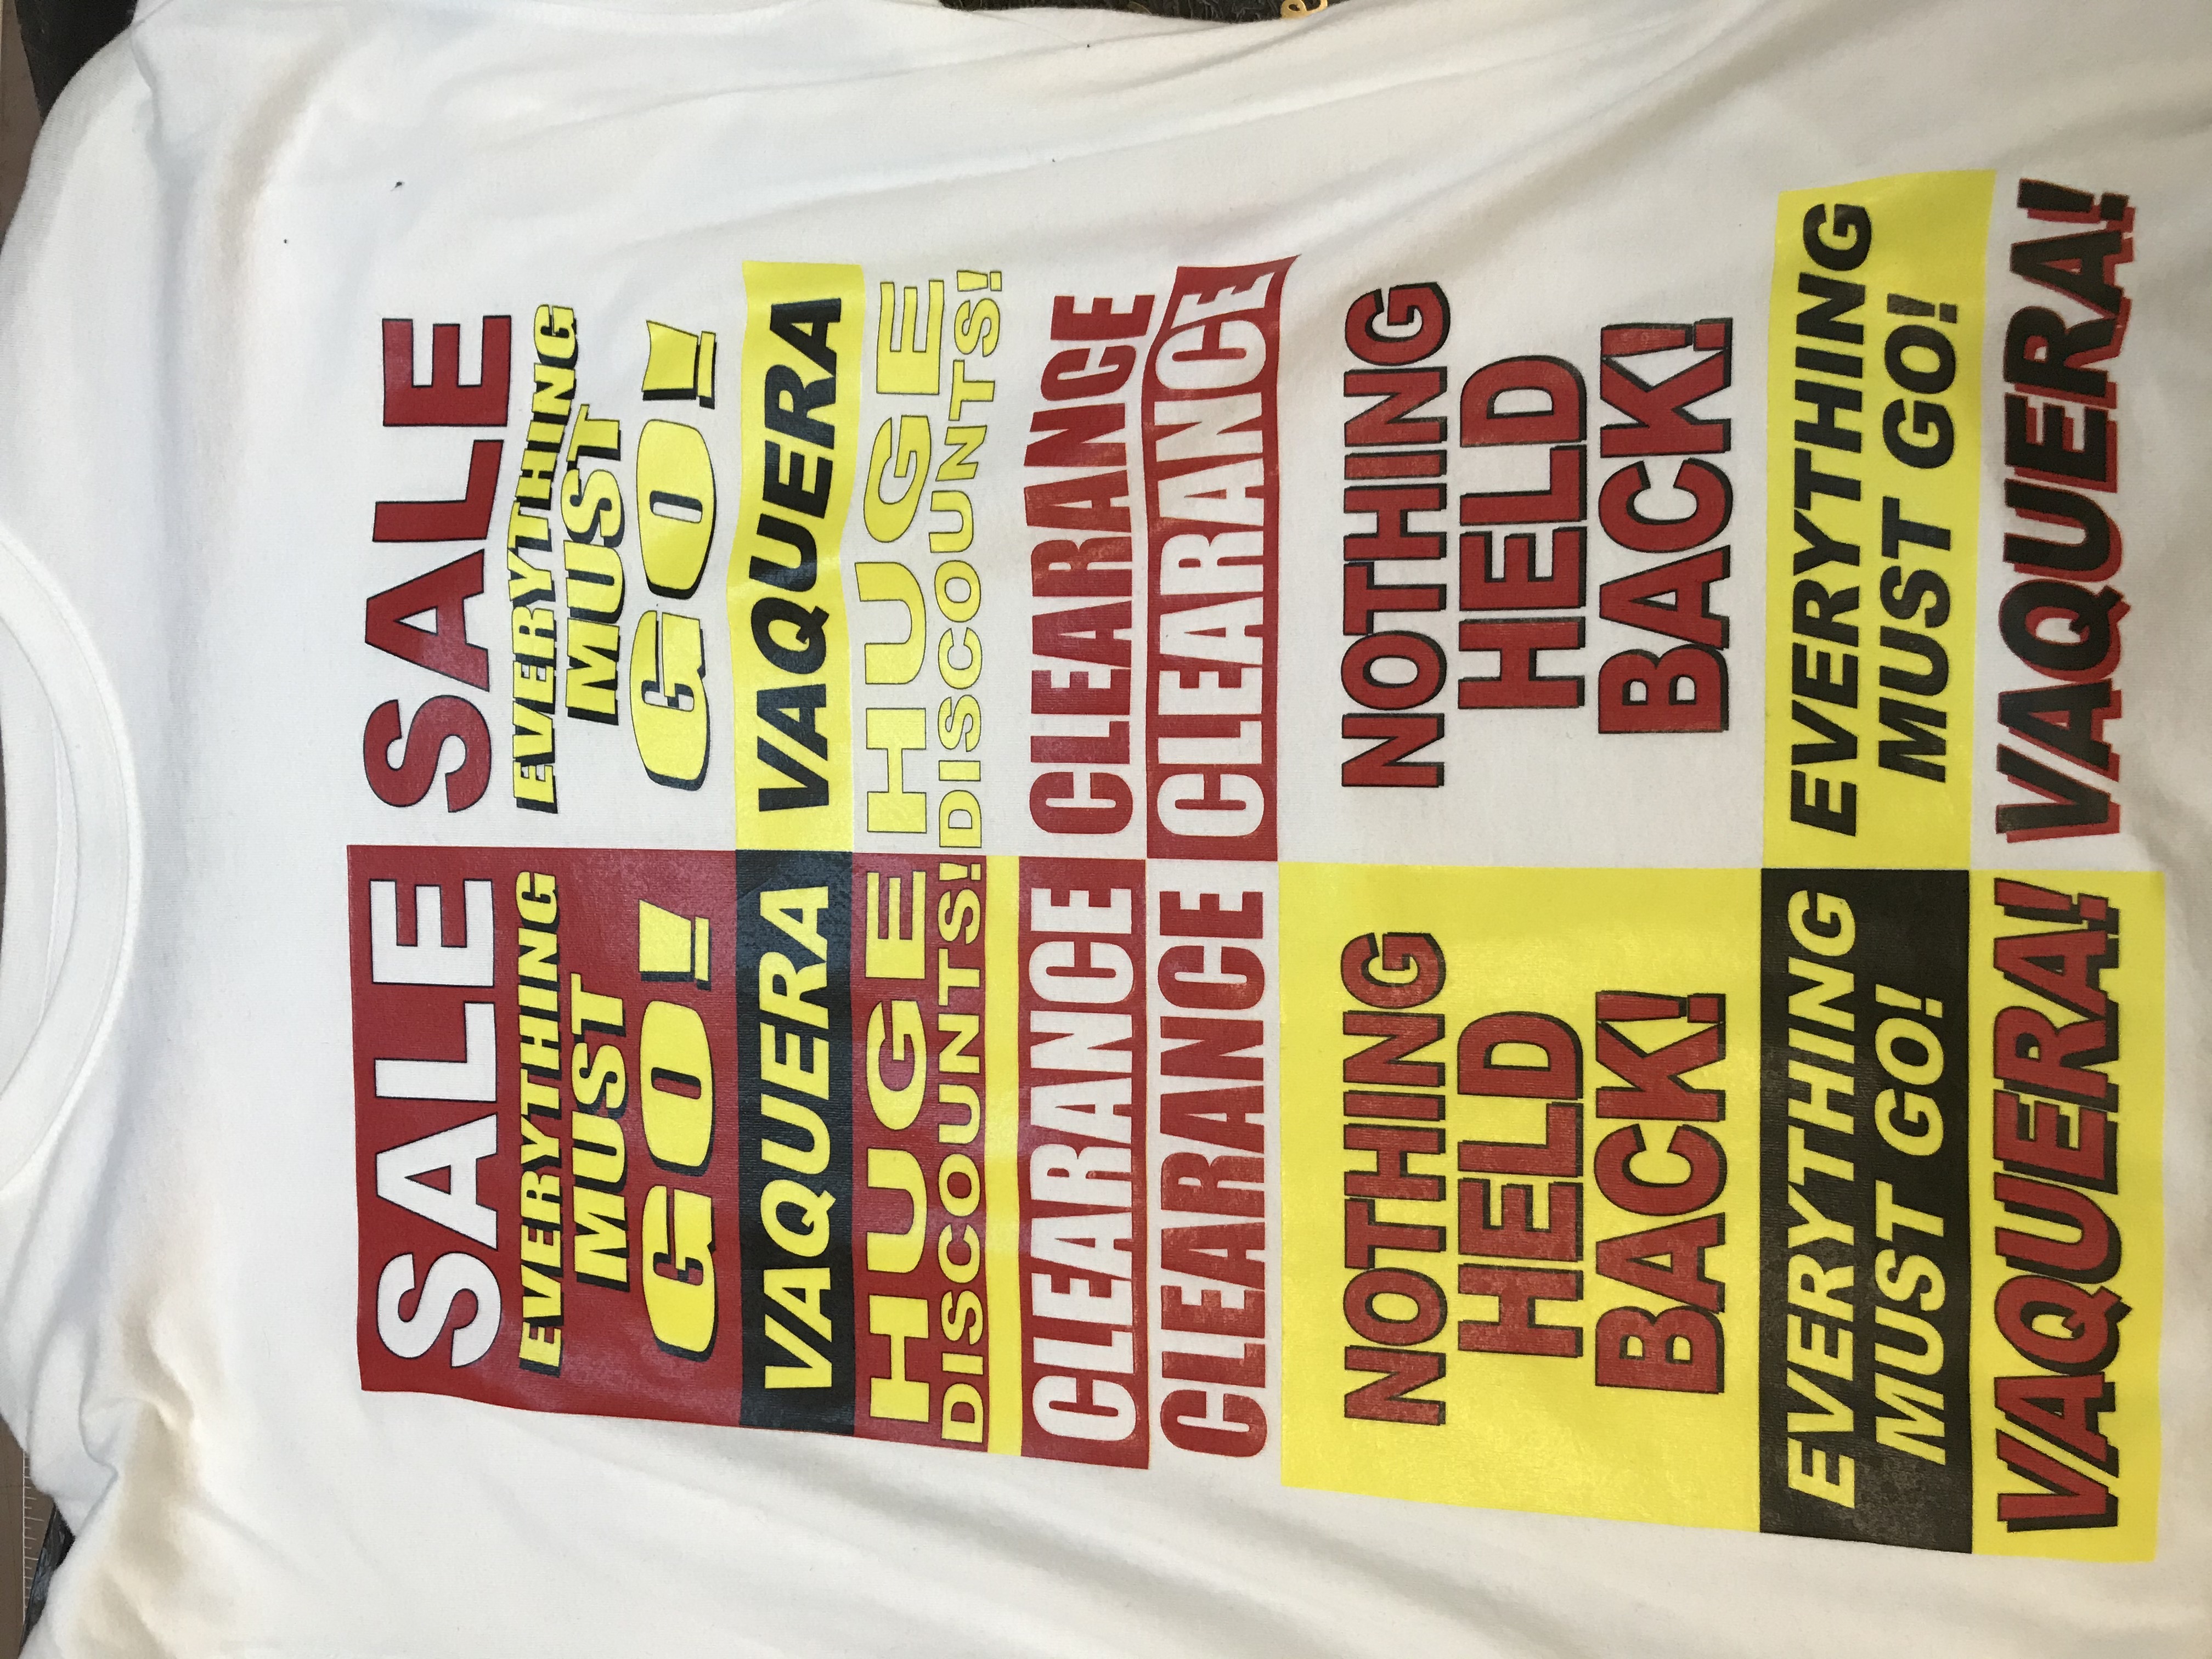 SALE
EVERYTHING
MUST
GO!
VAQUERA
HUGE
DISCOUNTS!
CLEARANCE
CLEARANCE
NOTHING
HELD
BACK!
EVERYTHING
MUST GO!
VAQUERA!
SALE
EVERYTHING
MUST
GO!
VAQUERA
HUGE
DISCOUNTS!
CLEARANCE
CLEARANCE
NOTHING
HELD
BACK!
EVERYTHING
MUST GO!
VAQUERA!